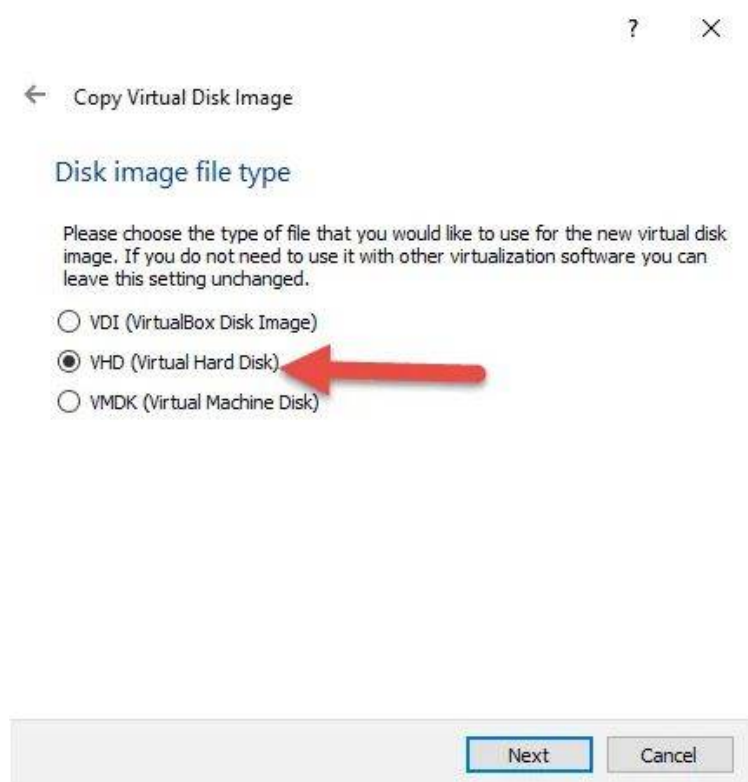 ?
Copy Virtual Disk Image
Disk image file type
Please choose the type of file that you would like to use for the new virtual disk
image. If you do not need to use it with other virtualization software you can
leave this setting unchanged.
VDI (VirtualBox Disk Image)
VHD (Virtual Hard Disk)
VMDK (Virtual Machine Disk)
Next Cancel